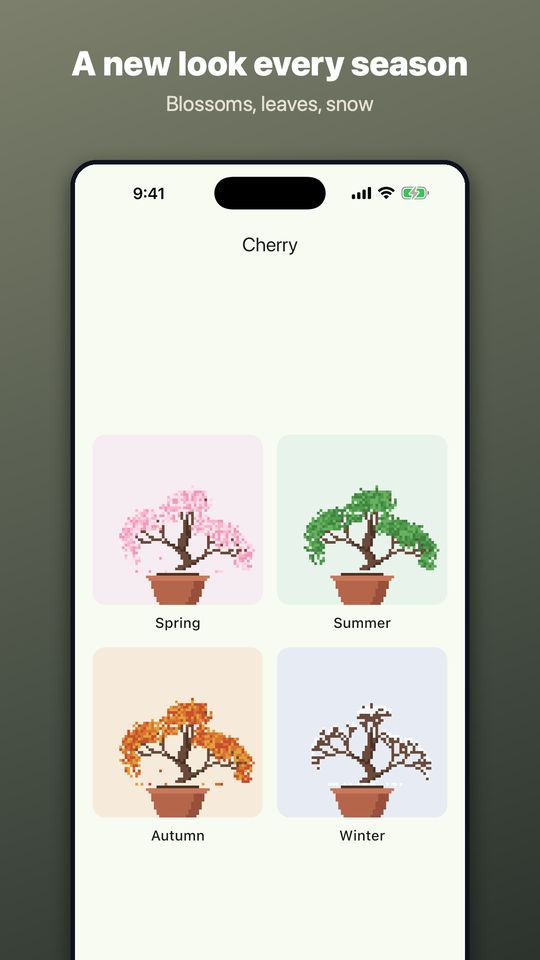 A new look every season
Blossoms, leaves, snow
9:41
Cherry
Spring
Summer
Autumn
Winter